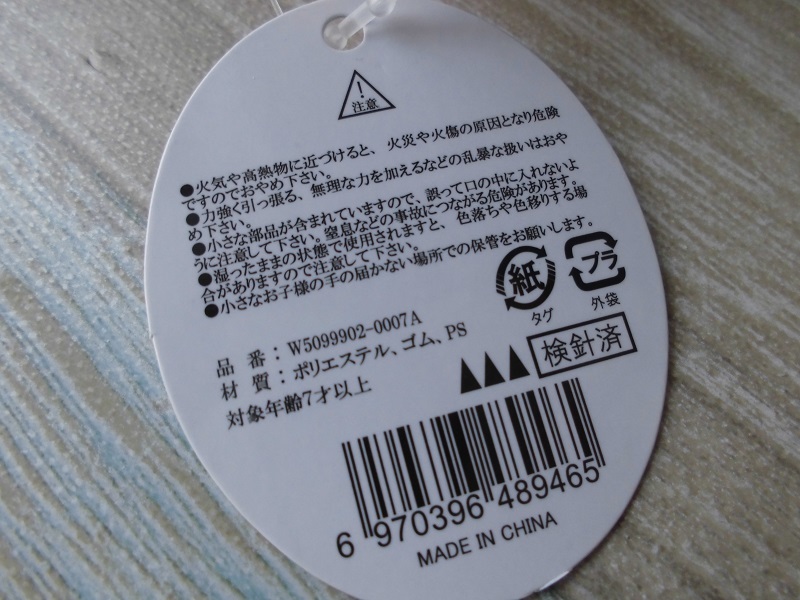 注意
●火気や高熱物に近づけると、火災や火傷の原因となり危険
ですのでおやめ下さい。
●力強く引っ張る、無理な力を加えるなどの乱暴な扱いはおや
め下さい。
●小さな部品が含まれていますので、誤って口の中に入れないよ
うに注意して下さい。窒息などの事故につながる危険があります。
●湿ったままの状態で使用されますと、色落ちや色移りする場
合がありますので注意して下さい。
●小さなお子様の手の届かない場所での保管をお願いします。
紙
タグ
プラ
外袋
品 番：W5099902-0007A
材 質：ポリエステル、ゴム、PS
対象年齢7才以上
検針済
6 970396 489465
MADE IN CHINA